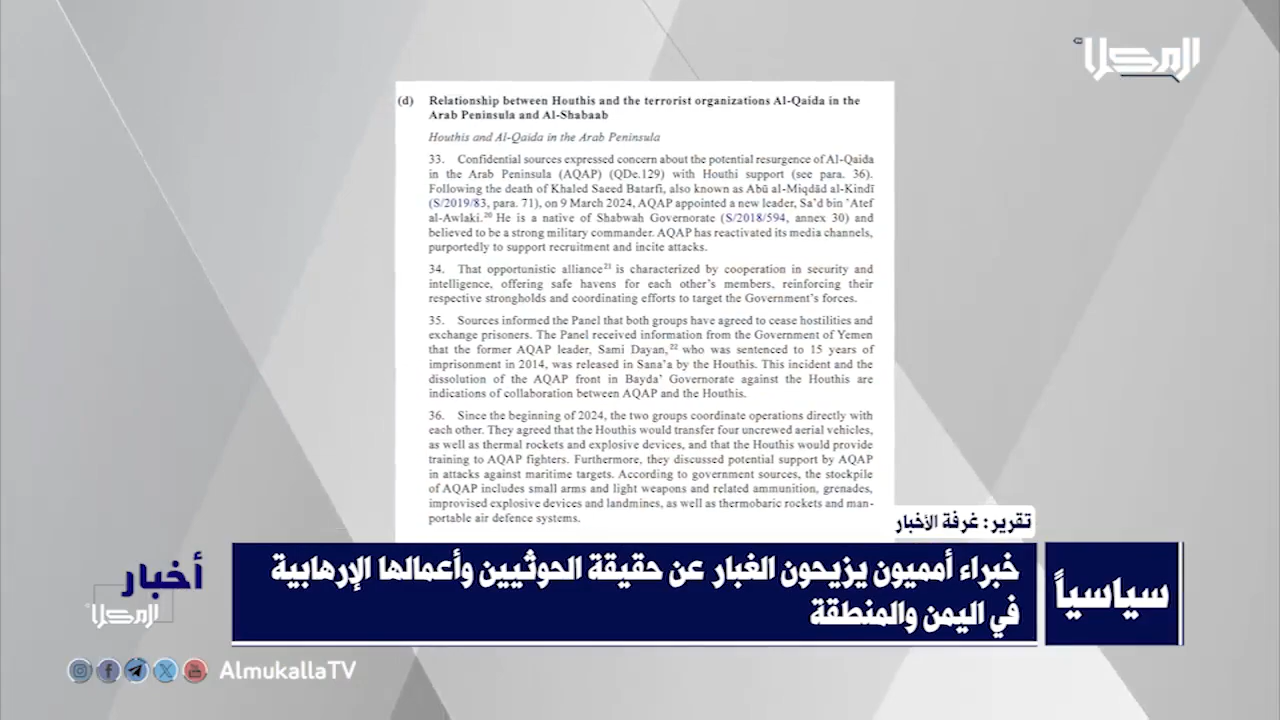 المكلا
(d) Relationship between Houthis and the terrorist organizations Al-Qaida in the
Arab Peninsula and Al-Shabaab
Houthis and Al-Qaida in the Arab Peninsula
33. Confidential sources expressed concern about the potential resurgence of Al-Qaida
in the Arab Peninsula (AQAP) (QDe.129) with Houthi support (see para. 36).
Following the death of Khaled Saeed Batarfi, also known as Abū al-Miqdād al-Kindī
(S/2019/83, para. 71), on 9 March 2024, AQAP appointed a new leader, Sa’d bin ’Atef
al-Awlaki.20 He is a native of Shabwah Governorate (S/2018/594, annex 30) and
believed to be a strong military commander. AQAP has reactivated its media channels,
purportedly to support recruitment and incite attacks.
34. That opportunistic alliance21 is characterized by cooperation in security and
intelligence, offering safe havens for each other’s members, reinforcing their
respective strongholds and coordinating efforts to target the Government’s forces.
35. Sources informed the Panel that both groups have agreed to cease hostilities and
exchange prisoners. The Panel received information from the Government of Yemen
that the former AQAP leader, Sami Dayan,22 who was sentenced to 15 years of
imprisonment in 2014, was released in Sana’a by the Houthis. This incident and the
dissolution of the AQAP front in Bayda’ Governorate against the Houthis are
indications of collaboration between AQAP and the Houthis.
36. Since the beginning of 2024, the two groups coordinate operations directly with
each other. They agreed that the Houthis would transfer four uncrewed aerial vehicles,
as well as thermal rockets and explosive devices, and that the Houthis would provide
training to AQAP fighters. Furthermore, they discussed potential support by AQAP
in attacks against maritime targets. According to government sources, the stockpile
of AQAP includes small arms and light weapons and related ammunition, grenades,
improvised explosive devices and landmines, as well as thermobaric rockets and man-
portable air defence systems.
تقرير: غرفة الأخبار
سياسياً
خبراء أمميون يزيحون الغبار عن حقيقة الحوثيين وأعمالها الإرهابية
في اليمن والمنطقة
أخبار
المكلا
AlmukallaTV